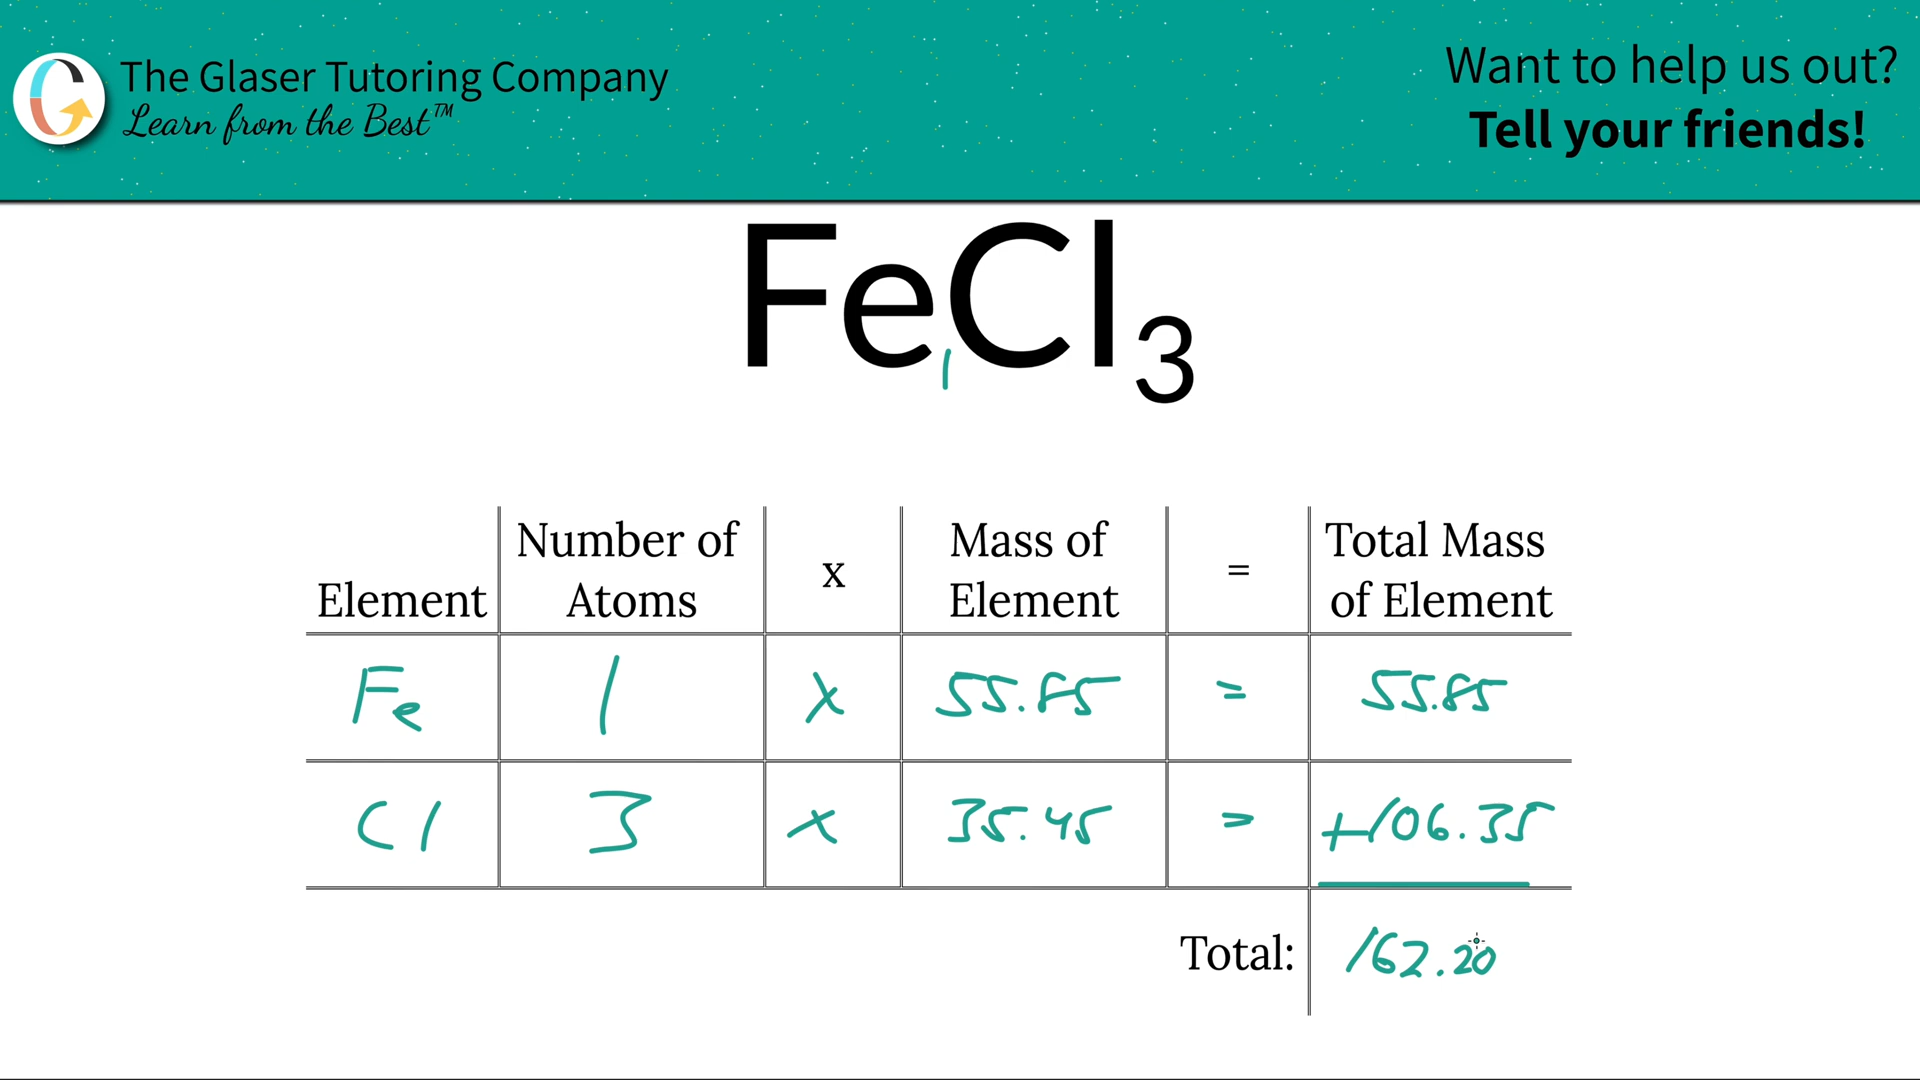 The Glaser Tutoring Company
Learn from the Best™
Want to help us out?
Tell your friends!
FeCl₃
1
Element Number of Atoms x Mass of Element = Total Mass of Element
Fe 1 x 55.85 = 55.85
Cl 3 x 35.45 = +106.35
Total: 162.20